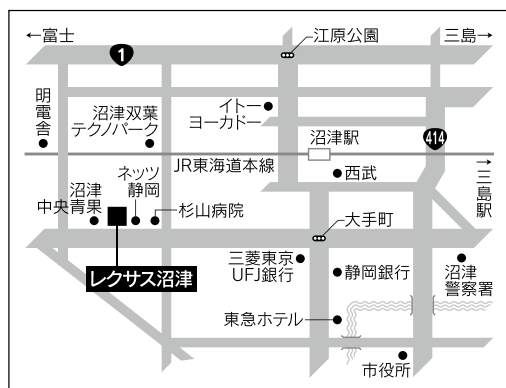 ←富士
1
江原公園
三島→
明電舎
沼津双葉
テクノパーク
イトー
ヨーカドー
沼津駅
414
JR東海道本線
西武
→三島駅
沼津
中央青果
ネッツ
静岡
杉山病院
大手町
レクサス沼津
三菱東京
UFJ銀行
静岡銀行
沼津
警察署
東急ホテル
市役所